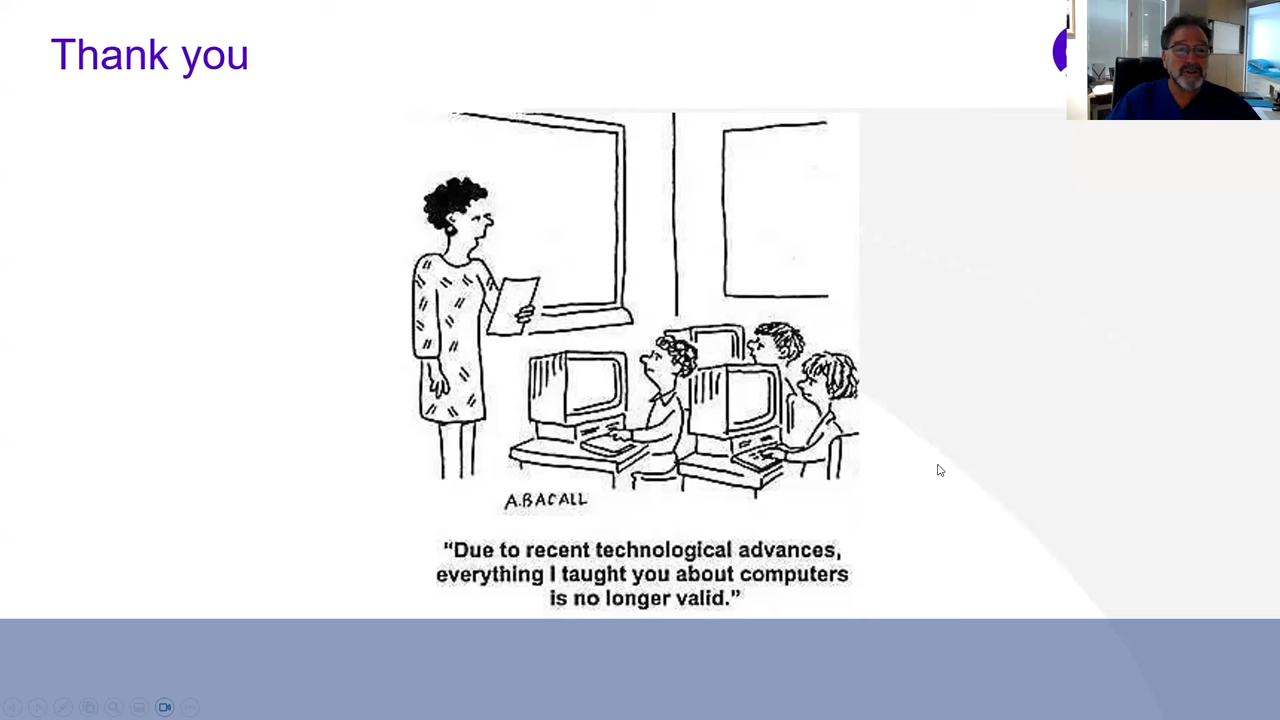 Thank you
A.BACALL
“Due to recent technological advances,
everything I taught you about computers
is no longer valid.”